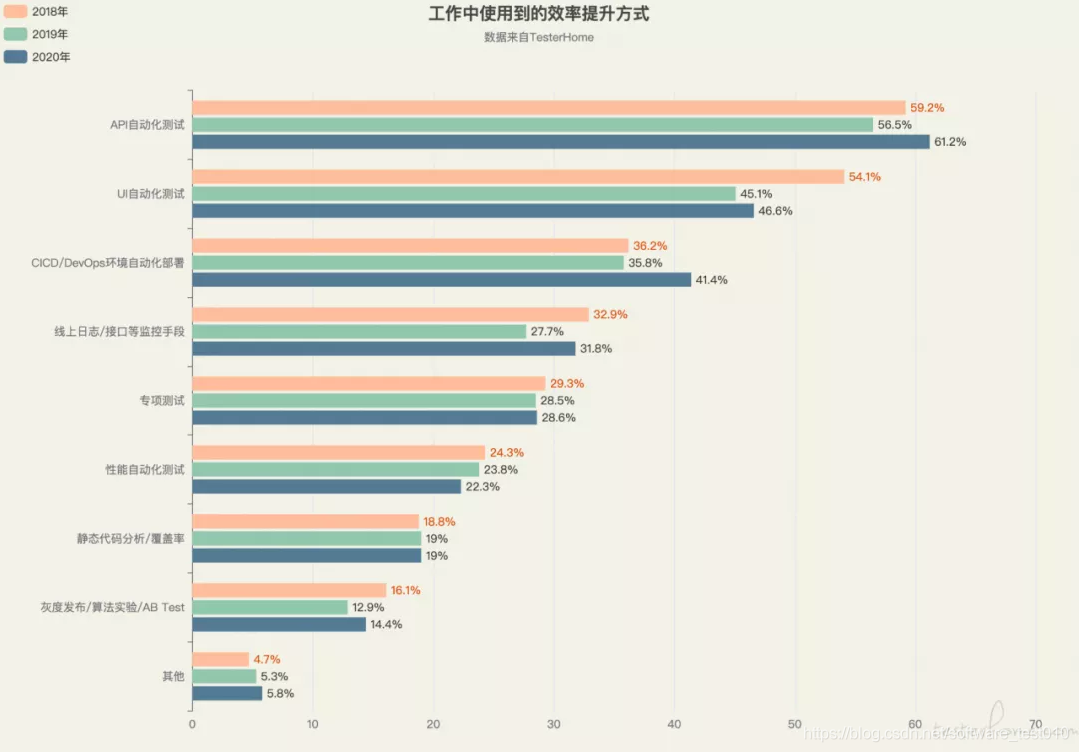 工作中使用到的效率提升方式
数据来自TesterHome
2018年
2019年
2020年
API自动化测试
59.2%
56.5%
61.2%
UI自动化测试
54.1%
45.1%
46.6%
CICD/DevOps环境自动化部署
36.2%
35.8%
41.4%
线上日志/接口等监控手段
32.9%
27.7%
31.8%
专项测试
29.3%
28.5%
28.6%
性能自动化测试
24.3%
23.8%
22.3%
静态代码分析/覆盖率
18.8%
19%
19%
灰度发布/算法实验/AB Test
16.1%
12.9%
14.4%
其他
4.7%
5.3%
5.8%
0 10 20 30 40 50 60 70